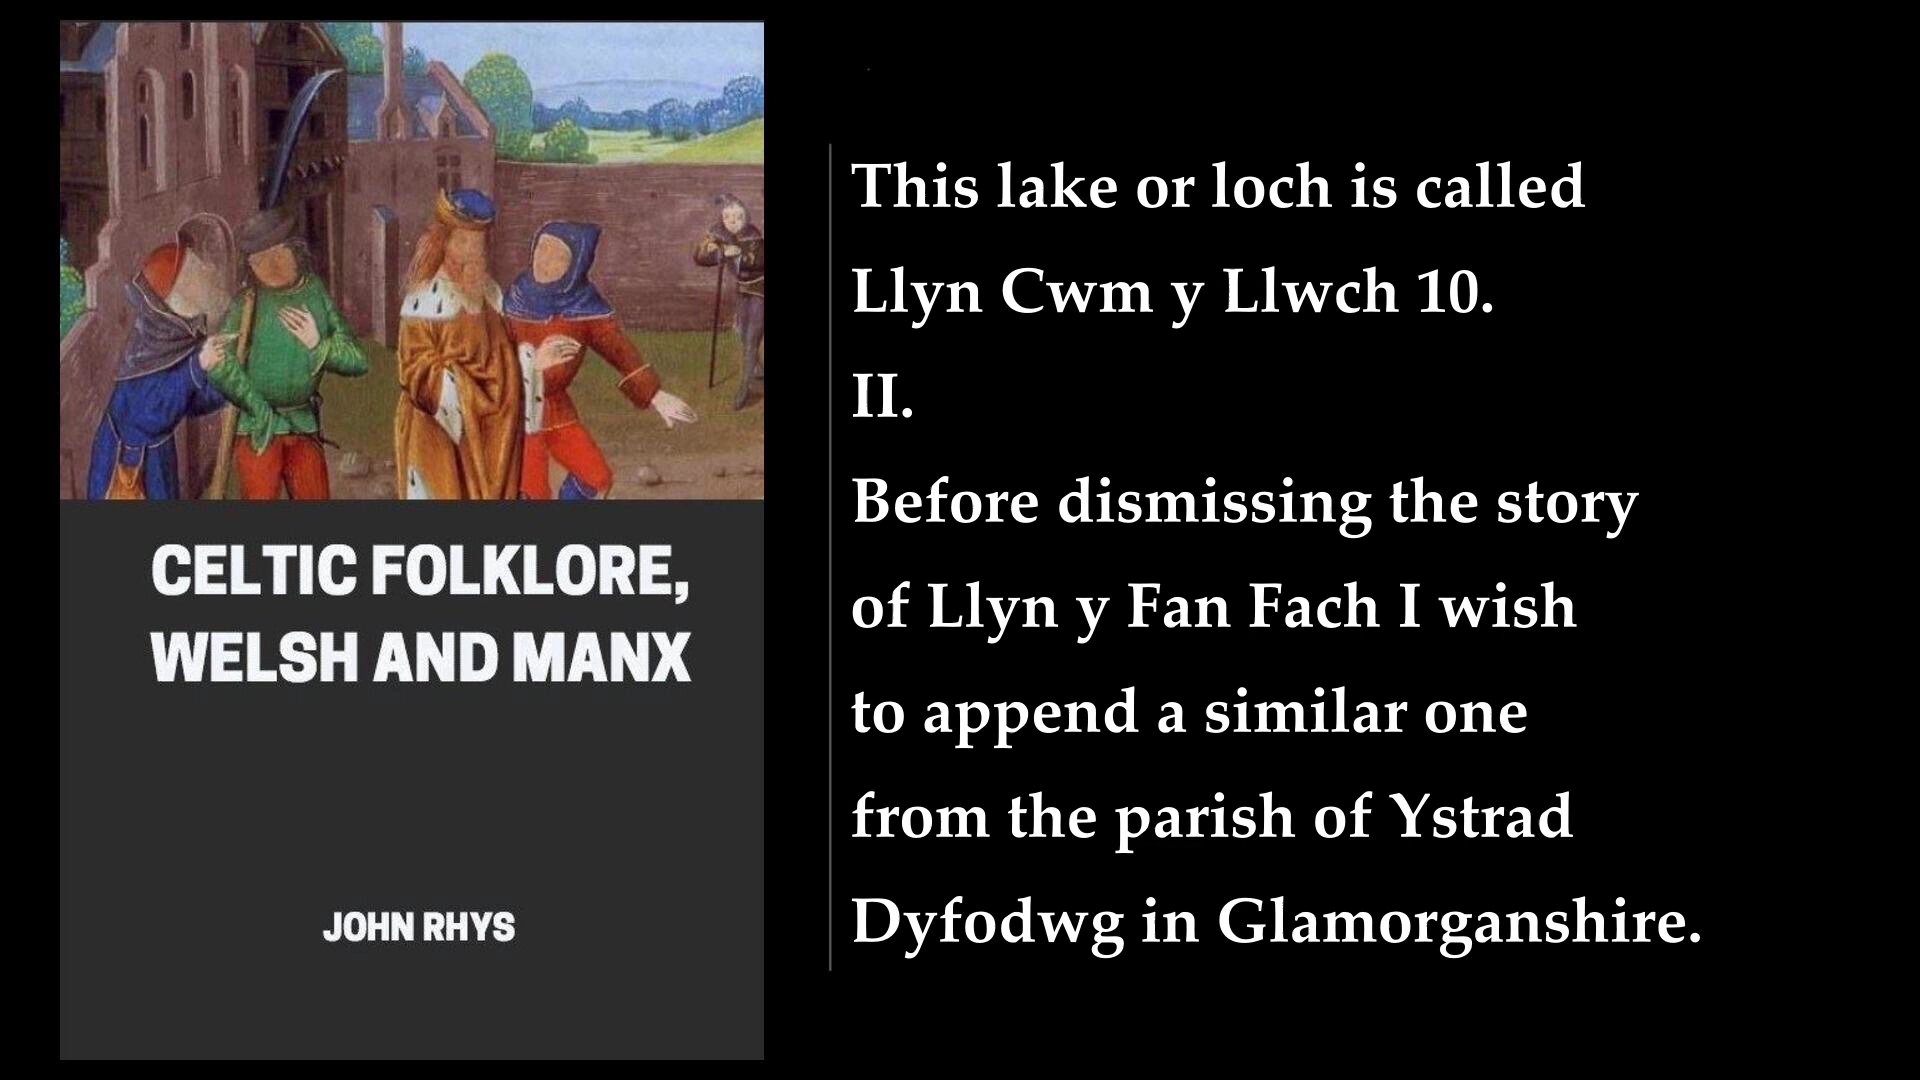 CELTIC FOLKLORE,
WELSH AND MANX
JOHN RHYS
This lake or loch is called
Llyn Cwm y Llwch 10.
II.
Before dismissing the story
of Llyn y Fan Fach I wish
to append a similar one
from the parish of Ystrad
Dyfodwg in Glamorganshire.